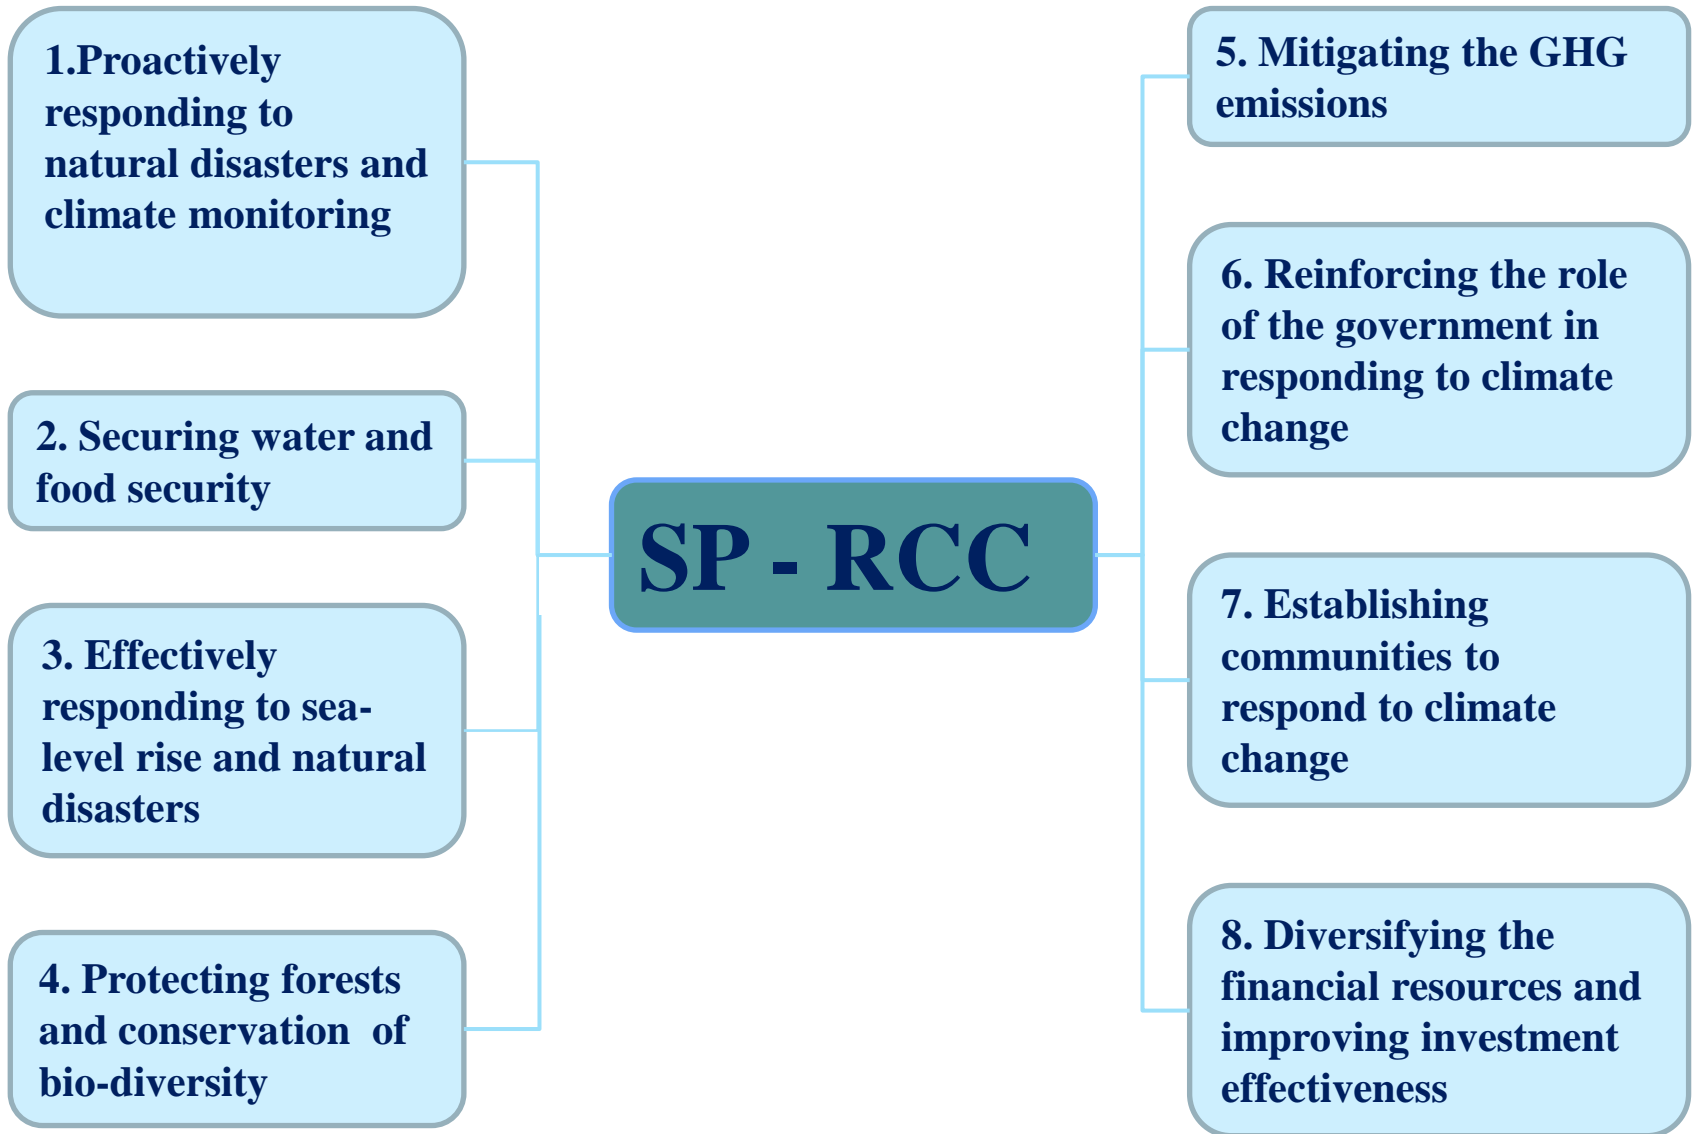 1.Proactively
responding to
natural disasters and
climate monitoring
2. Securing water and
food security
3. Effectively
responding to sea-
level rise and natural
disasters
4. Protecting forests
and conservation  of
bio-diversity
SP - RCC
5. Mitigating the GHG
emissions
6. Reinforcing the role
of the government in
responding to climate
change
7. Establishing
communities to
respond to climate
change
8. Diversifying the
financial resources and
improving investment
effectiveness